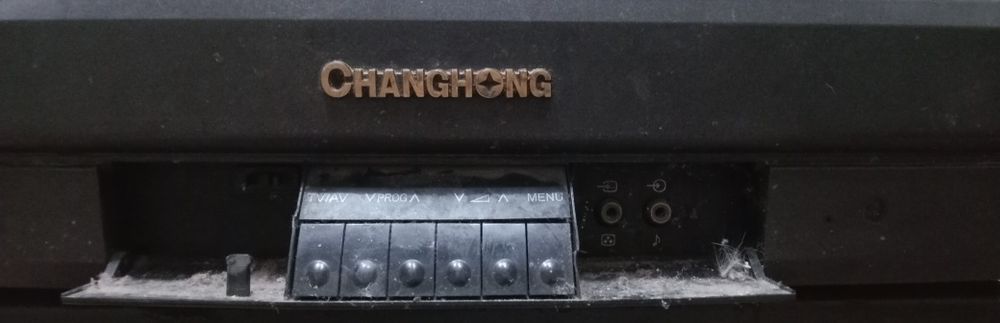 CHANGHONG
TV/AV ∨PROG∧ ∨ ∧ MENU